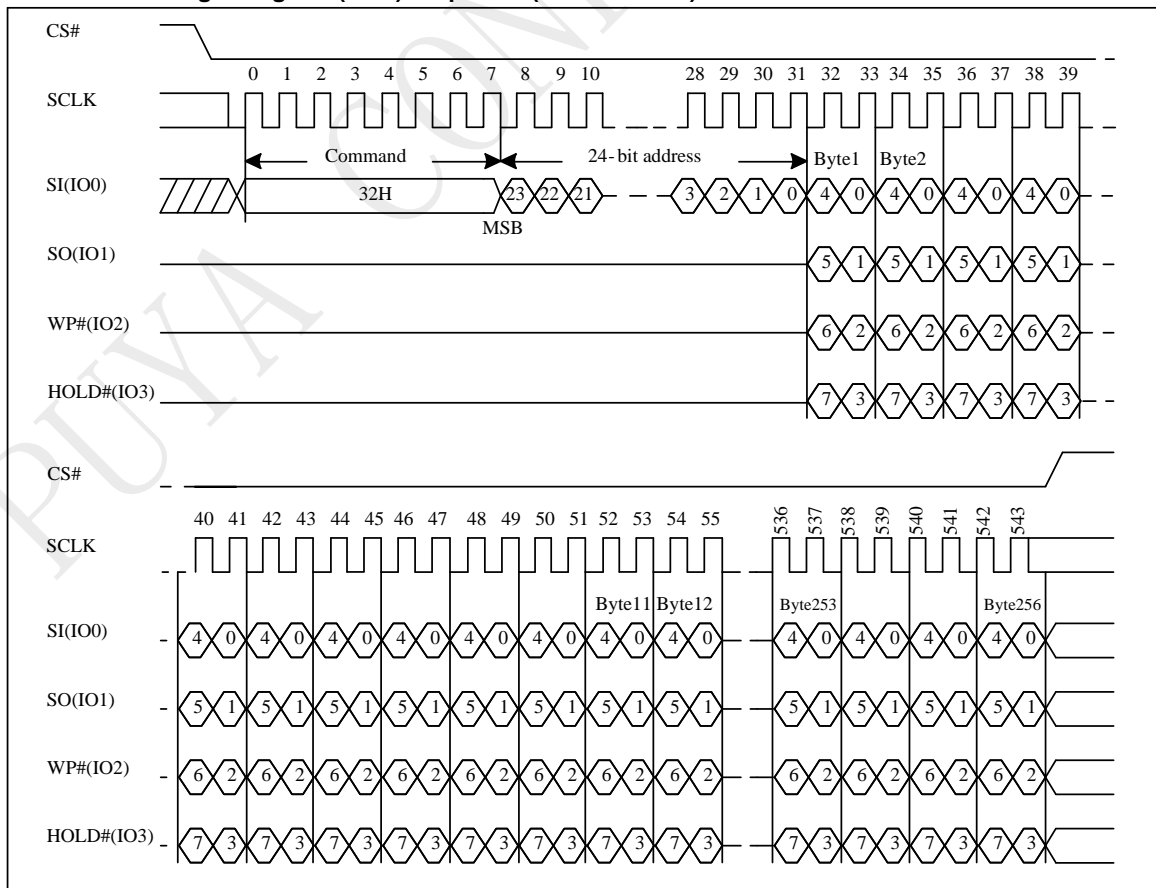 CS#
0 1 2 3 4 5 6 7 8 9 10 28 29 30 31 32 33 34 35 36 37 38 39
SCLK
Command 24-bit address Byte1 Byte2
SI(IO0) 32H 23 22 21 3 2 1 0 4 0 4 0 4 0 4 0
MSB
SO(IO1) 5 1 5 1 5 1 5 1
WP#(IO2) 6 2 6 2 6 2 6 2
HOLD#(IO3) 7 3 7 3 7 3 7 3
CS#
40 41 42 43 44 45 46 47 48 49 50 51 52 53 54 55 536 537 538 539 540 541 542 543
SCLK
Byte11 Byte12 Byte253 Byte256
SI(IO0) 4 0 4 0 4 0 4 0 4 0 4 0 4 0 4 0 4 0 4 0 4 0 4 0
SO(IO1) 5 1 5 1 5 1 5 1 5 1 5 1 5 1 5 1 5 1 5 1 5 1 5 1
WP#(IO2) 6 2 6 2 6 2 6 2 6 2 6 2 6 2 6 2 6 2 6 2 6 2 6 2
HOLD#(IO3) 7 3 7 3 7 3 7 3 7 3 7 3 7 3 7 3 7 3 7 3 7 3 7 3
PUYA